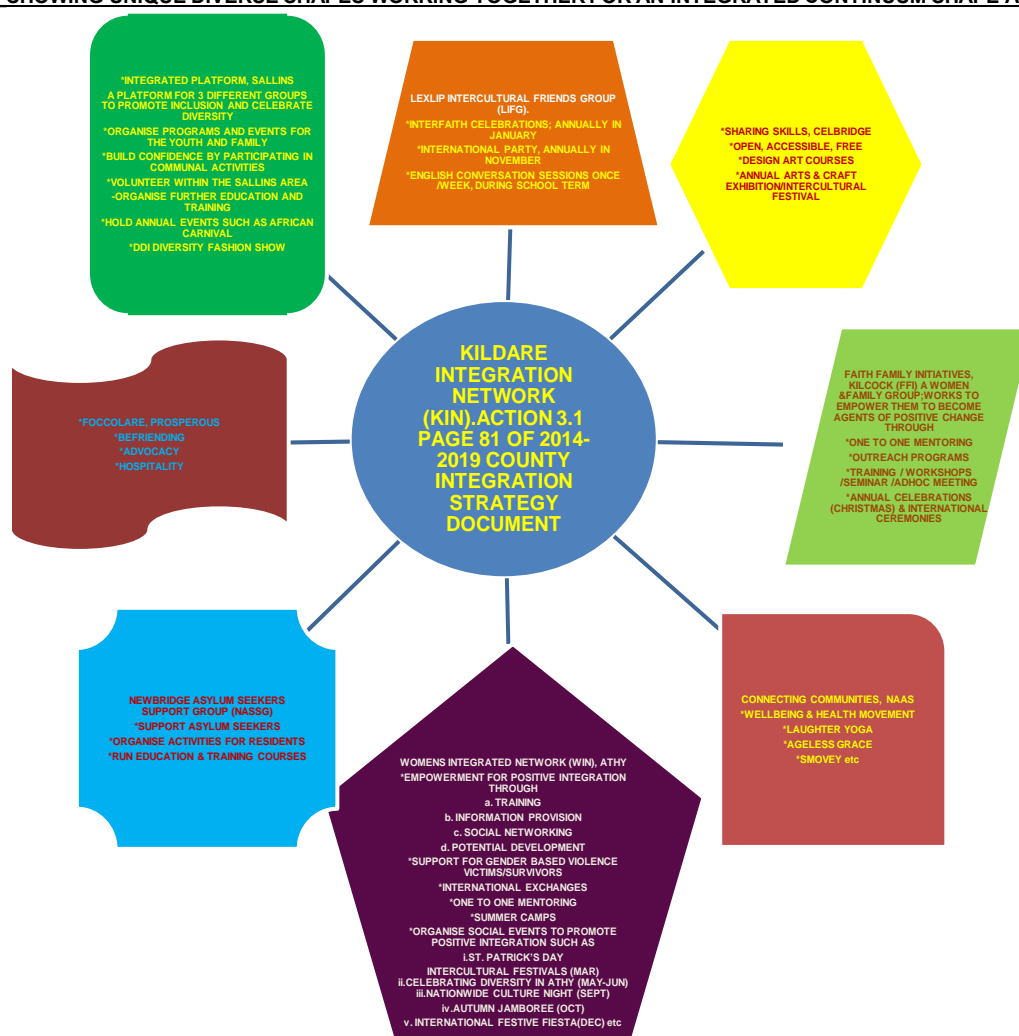 SHOWING UNIQUE DIVERSE SHAPES WORKING TOGETHER FOR AN INTEGRATED CONTINUUM SHAPE
*INTEGRATED PLATFORM, SALLINS
A PLATFORM FOR 3 DIFFERENT GROUPS
TO PROMOTE INCLUSION AND CELEBRATE
DIVERSITY
*ORGANISE PROGRAMS AND EVENTS FOR
THE YOUTH AND FAMILY
*BUILD CONFIDENCE BY PARTICIPATING IN
COMMUNAL ACTIVITIES
*VOLUNTEER WITHIN THE SALLINS AREA
-ORGANISE FURTHER EDUCATION AND
TRAINING
*HOLD ANNUAL EVENTS SUCH AS AFRICAN
CARNIVAL
*DDI DIVERSITY FASHION SHOW
LEXLIP INTERCULTURAL FRIENDS GROUP
(LIFG).
*INTERFAITH CELEBRATIONS; ANNUALLY IN
JANUARY
*INTERNATIONAL PARTY, ANNUALLY IN
NOVEMBER
*ENGLISH CONVERSATION SESSIONS ONCE
/WEEK, DURING SCHOOL TERM
*SHARING SKILLS, CELBRIDGE
*OPEN, ACCESSIBLE, FREE
*DESIGN ART COURSES
*ANNUAL ARTS & CRAFT
EXHIBITION/INTERCULTURAL
FESTIVAL
KILDARE
INTEGRATION
NETWORK
(KIN).ACTION 3.1
PAGE 81 OF 2014-
2019 COUNTY
INTEGRATION
STRATEGY
DOCUMENT
*FOCCOLARE, PROSPEROUS
*BEFRIENDING
*ADVOCACY
*HOSPITALITY
FAITH FAMILY INITIATIVES,
KILCOCK (FFI) A WOMEN
&FAMILY GROUP;WORKS TO
EMPOWER THEM TO BECOME
AGENTS OF POSITIVE CHANGE
THROUGH
*ONE TO ONE MENTORING
*OUTREACH PROGRAMS
*TRAINING / WORKSHOPS
/SEMINAR /ADHOC MEETING
*ANNUAL CELEBRATIONS
(CHRISTMAS) & INTERNATIONAL
CEREMONIES
NEWBRIDGE ASYLUM SEEKERS
SUPPORT GROUP (NASSG)
*SUPPORT ASYLUM SEEKERS
*ORGANISE ACTIVITIES FOR RESIDENTS
*RUN EDUCATION & TRAINING COURSES
WOMENS INTEGRATED NETWORK (WIN), ATHY
*EMPOWERMENT FOR POSITIVE INTEGRATION
THROUGH
a. TRAINING
b. INFORMATION PROVISION
c. SOCIAL NETWORKING
d. POTENTIAL DEVELOPMENT
*SUPPORT FOR GENDER BASED VIOLENCE
VICTIMS/SURVIVORS
*INTERNATIONAL EXCHANGES
*ONE TO ONE MENTORING
*SUMMER CAMPS
*ORGANISE SOCIAL EVENTS TO PROMOTE
POSITIVE INTEGRATION SUCH AS
i.ST. PATRICK'S DAY
INTERCULTURAL FESTIVALS (MAR)
ii.CELEBRATING DIVERSITY IN ATHY (MAY-JUN)
iii.NATIONWIDE CULTURE NIGHT (SEPT)
iv.AUTUMN JAMBOREE (OCT)
v. INTERNATIONAL FESTIVE FIESTA(DEC) etc
CONNECTING COMMUNITIES, NAAS
*WELLBEING & HEALTH MOVEMENT
*LAUGHTER YOGA
*AGELESS GRACE
*SMOVEY etc